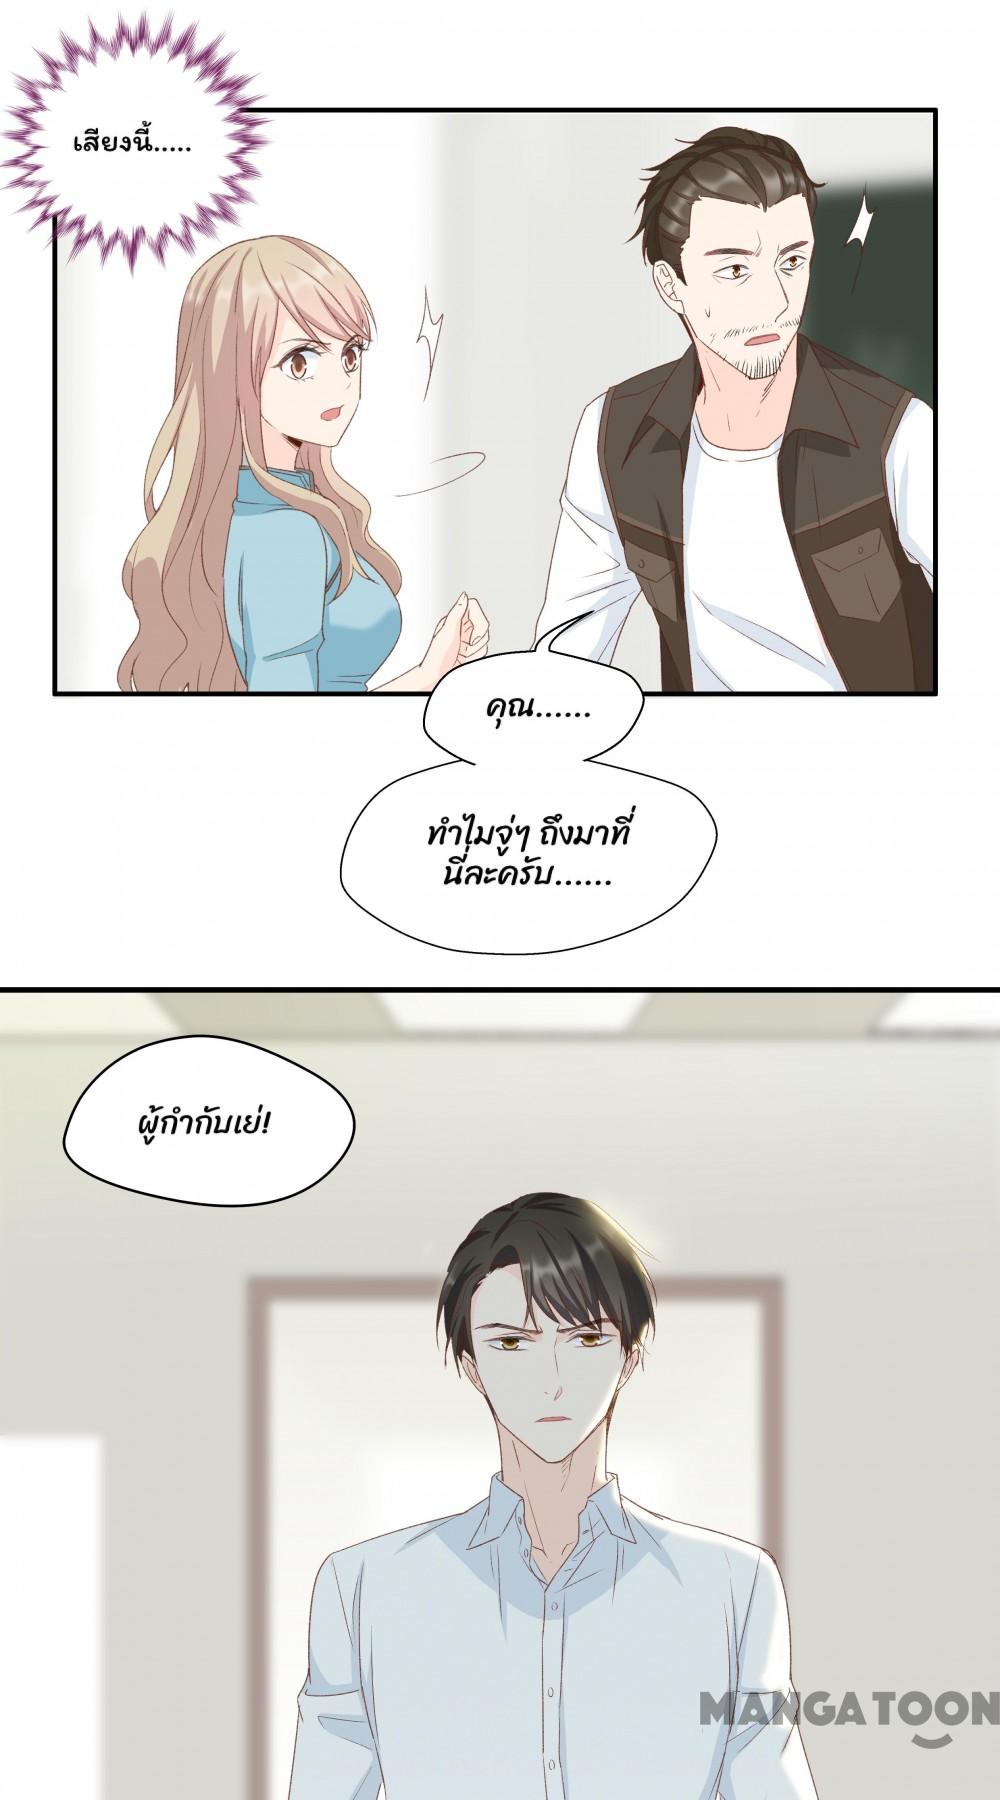 เสียงนี้.....
คุณ......
ทำไมจู่ๆ ถึงมาที่
นี่ละครับ......
ผู้กำกับเย่!
MANGATOON